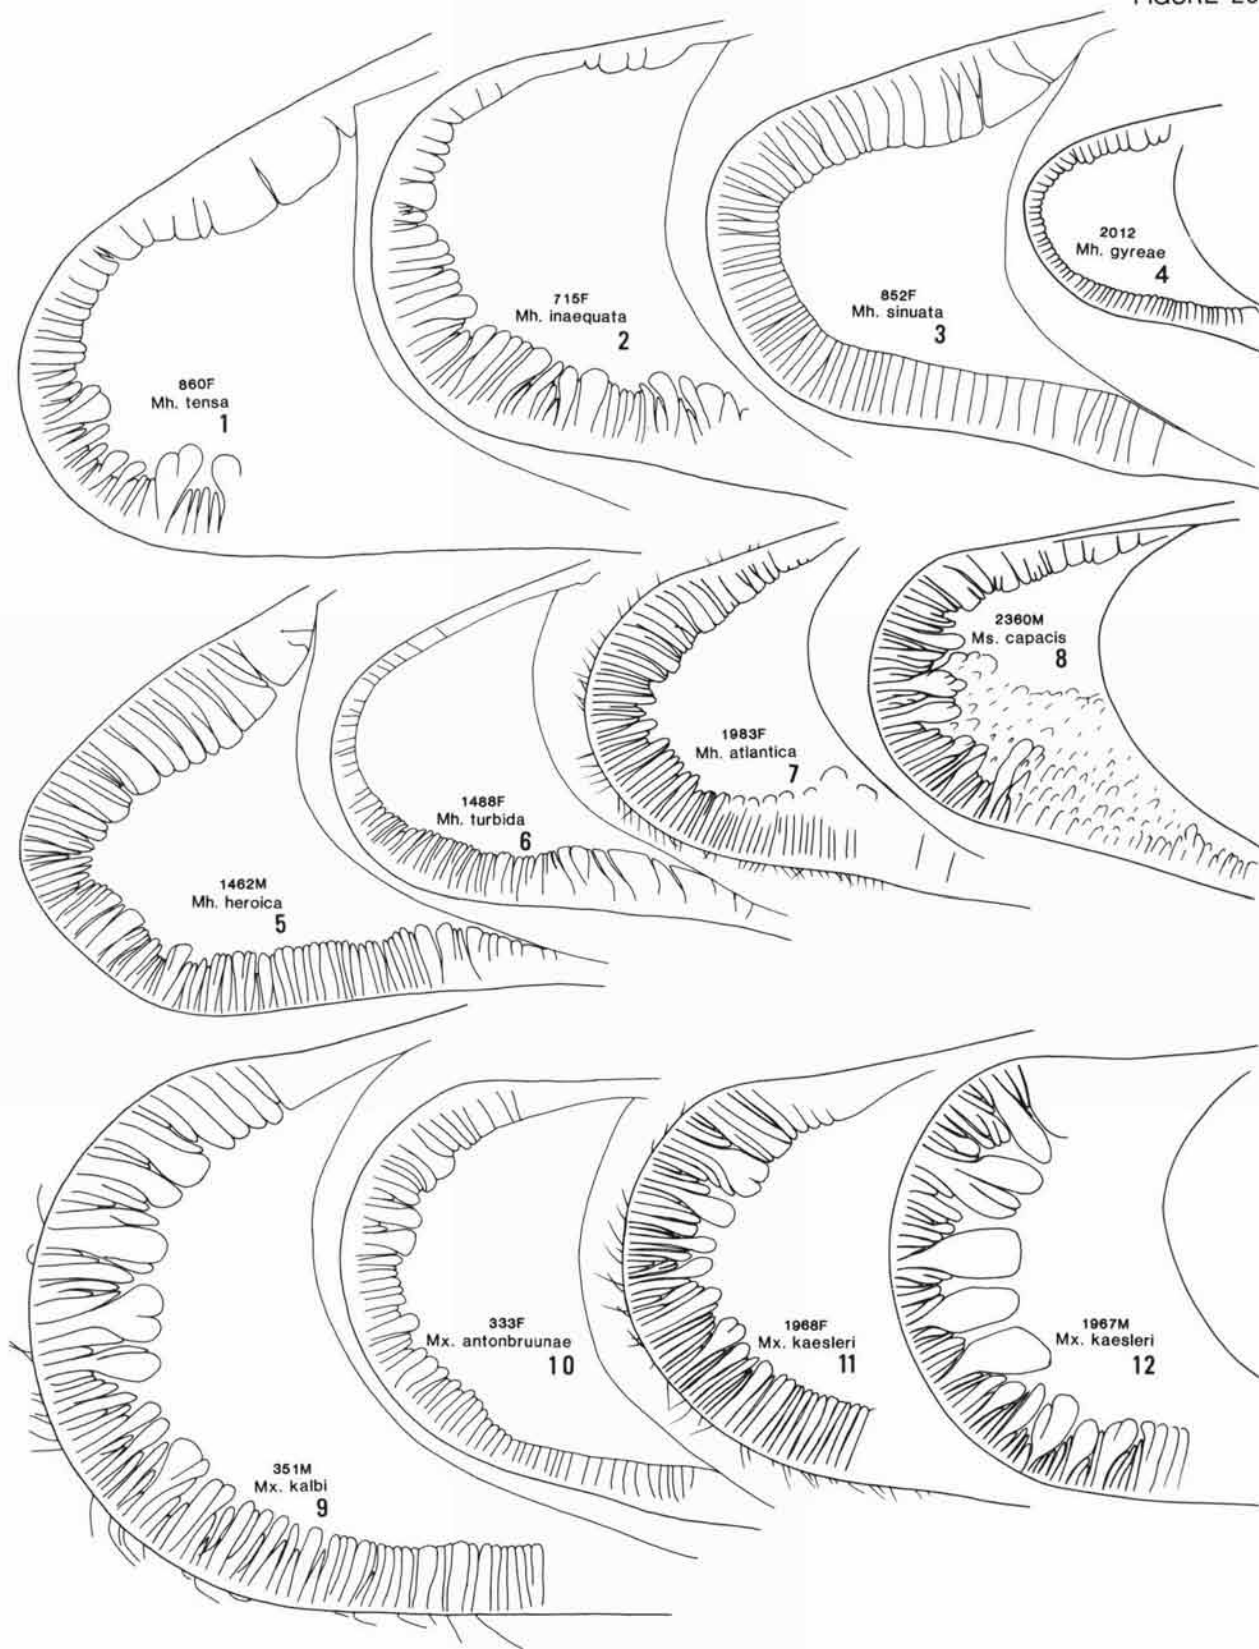 860F
Mh. tensa
1
715F
Mh. inaequata
2
852F
Mh. sinuata
3
2012
Mh. gyreae
4
1462M
Mh. heroica
5
1488F
Mh. turbida
6
1983F
Mh. atlantica
7
2360M
Ms. capacis
8
351M
Mx. kalbi
9
333F
Mx. antonbruunae
10
1968F
Mx. kaesleri
11
1967M
Mx. kaesleri
12